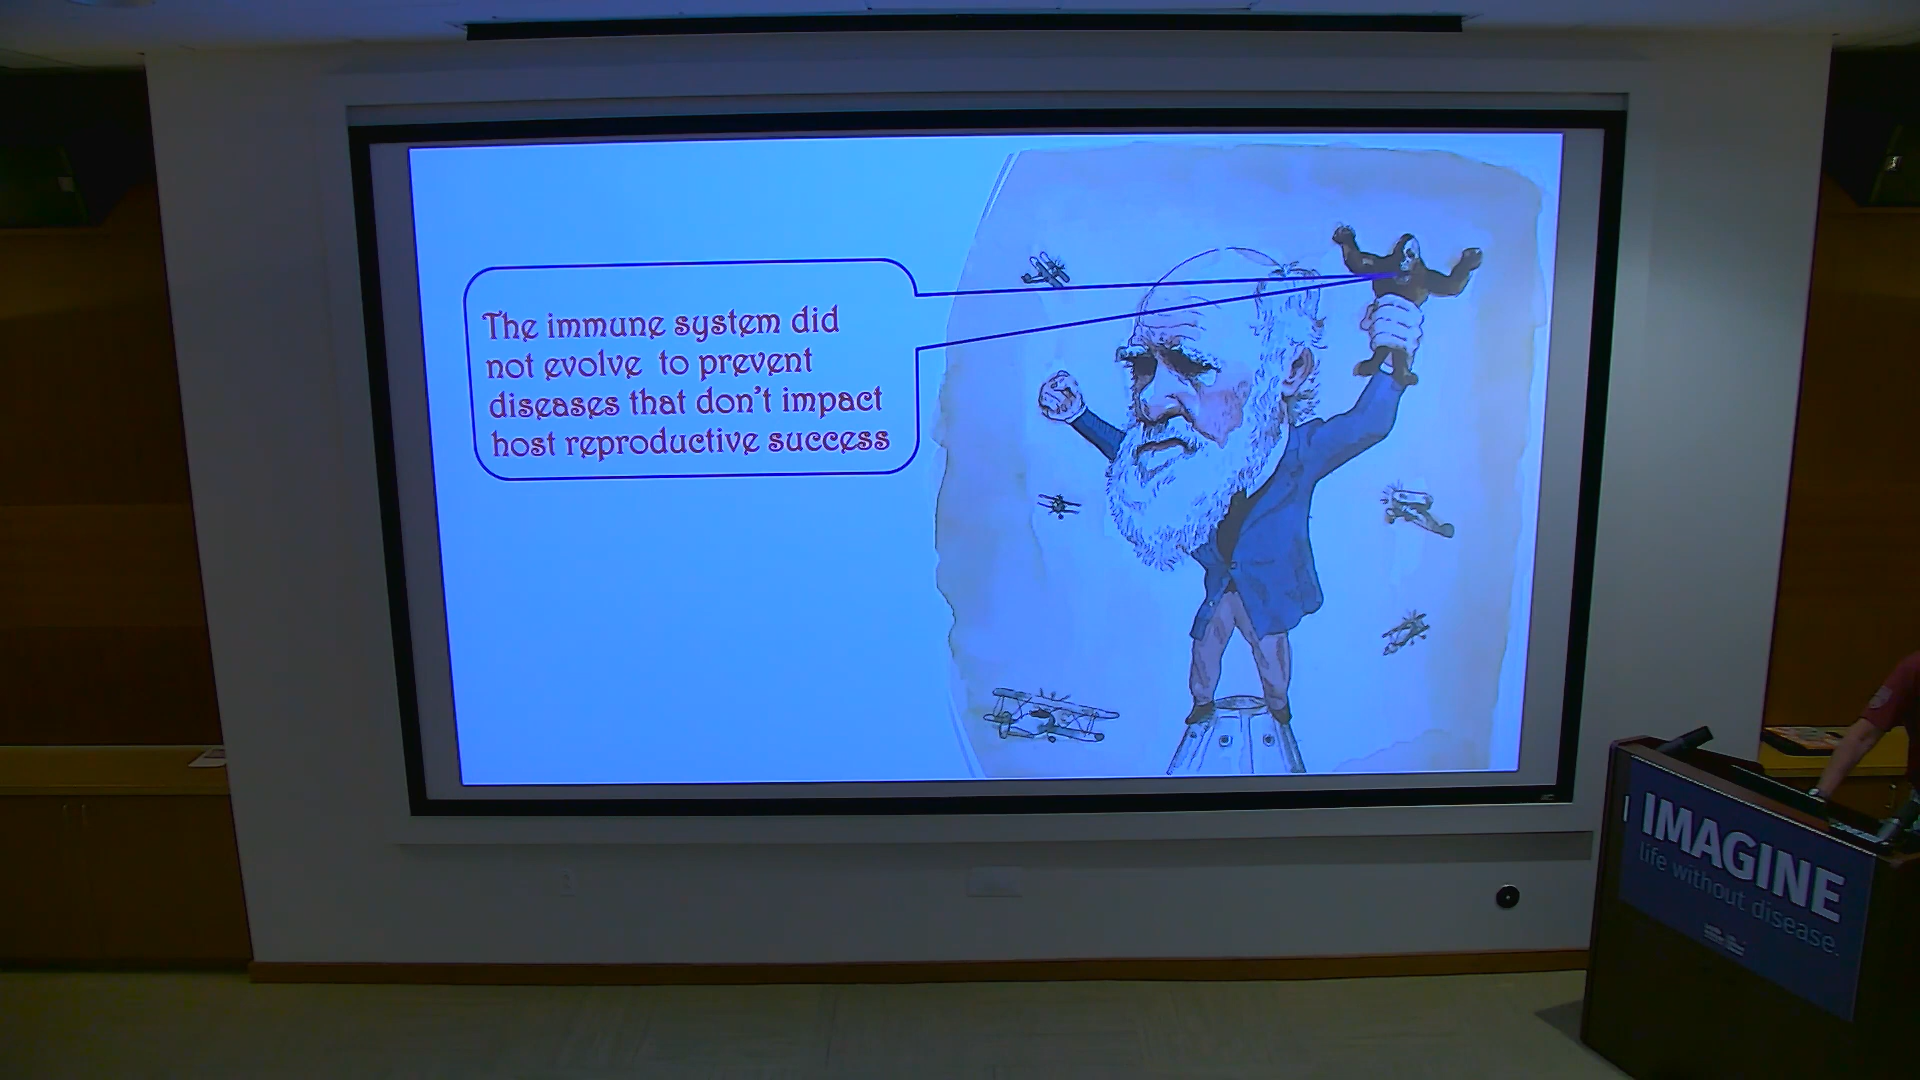 The immune system did
not evolve to prevent
diseases that don't impact
host reproductive success
IMAGINE
life without disease.